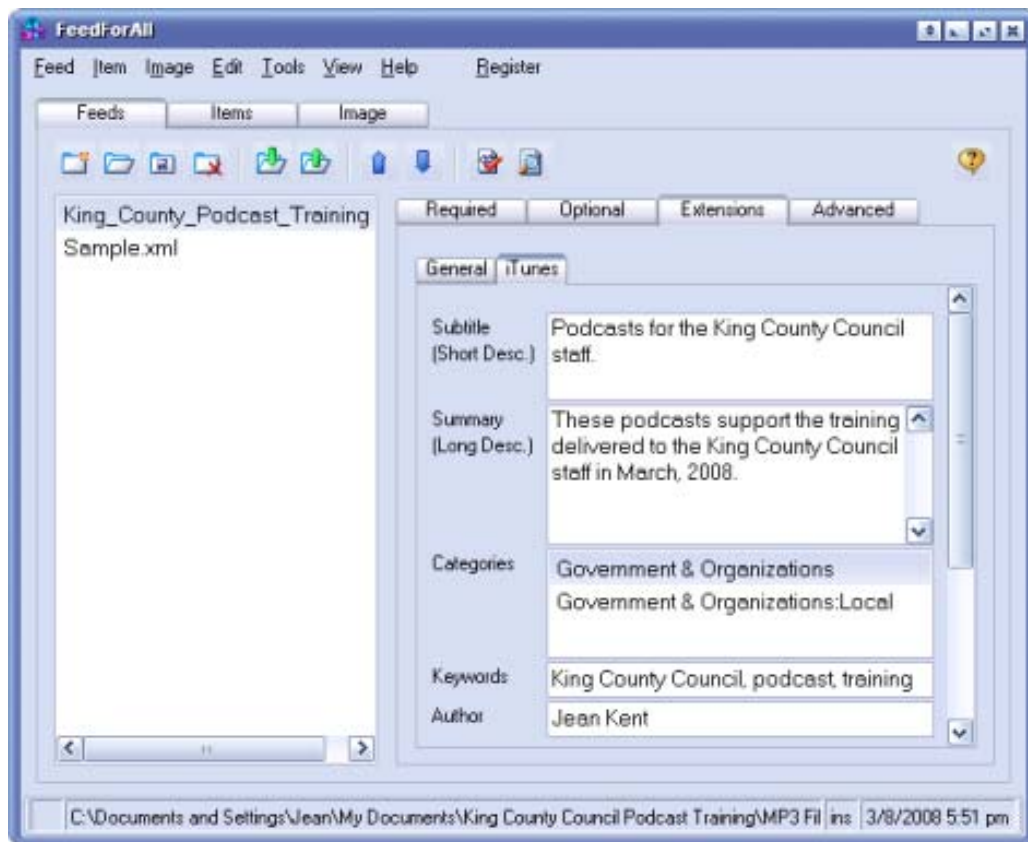 FeedForAll
Feed Item Image Edit Tools View Help Register
Feeds Items Image
King_County_Podcast_Training
Sample.xml
Required Optional Extensions Advanced
General iTunes
Subtitle
(Short Desc.)
Podcasts for the King County Council
staff.
Summary
(Long Desc.)
These podcasts support the training
delivered to the King County Council
staff in March, 2008.
Categories
Government & Organizations
Government & Organizations:Local
Keywords
King County Council, podcast, training
Author
Jean Kent
C:\Documents and Settings\Jean\My Documents\King County Council Podcast Training\MP3 Fil ins 3/8/2008 5:51 pm